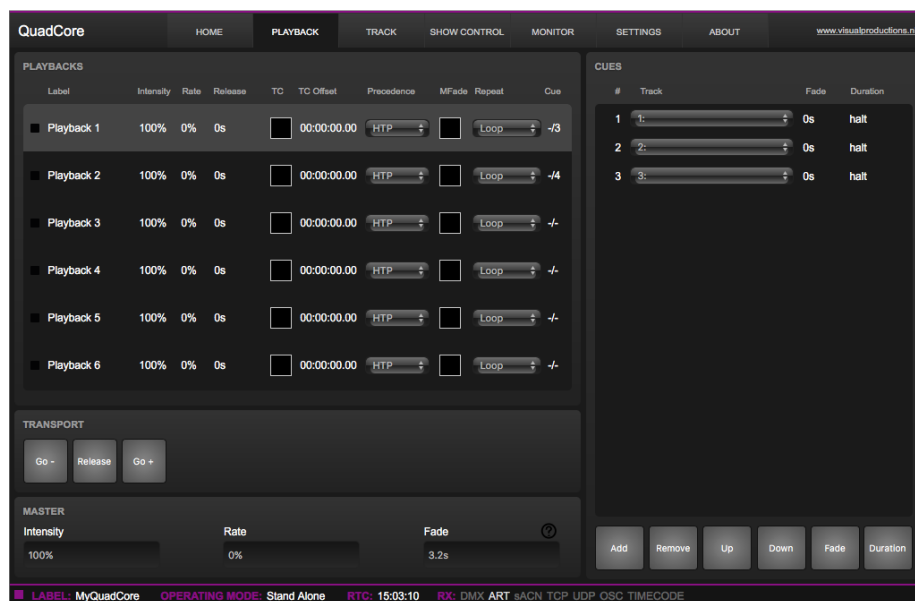 QuadCore HOME PLAYBACK TRACK SHOW CONTROL MONITOR SETTINGS ABOUT www.visualproductions.n
PLAYBACKS
Label Intensity Rate Release TC TC Offset Precedence MFade Repeat Cue
Playback 1 100% 0% 0s 00:00:00.00 HTP Loop -/3
Playback 2 100% 0% 0s 00:00:00.00 HTP Loop -/4
Playback 3 100% 0% 0s 00:00:00.00 HTP Loop -/-
Playback 4 100% 0% 0s 00:00:00.00 HTP Loop -/-
Playback 5 100% 0% 0s 00:00:00.00 HTP Loop -/-
Playback 6 100% 0% 0s 00:00:00.00 HTP Loop -/-
CUES
# Track Fade Duration
1 1: 0s halt
2 2: 0s halt
3 3: 0s halt
TRANSPORT
Go - Release Go +
MASTER
Intensity Rate Fade ?
100% 0% 3.2s
Add Remove Up Down Fade Duration
LABEL: MyQuadCore OPERATING MODE: Stand Alone RTC: 15:03:10 RX: DMX ART sACN TCP UDP OSC TIMECODE